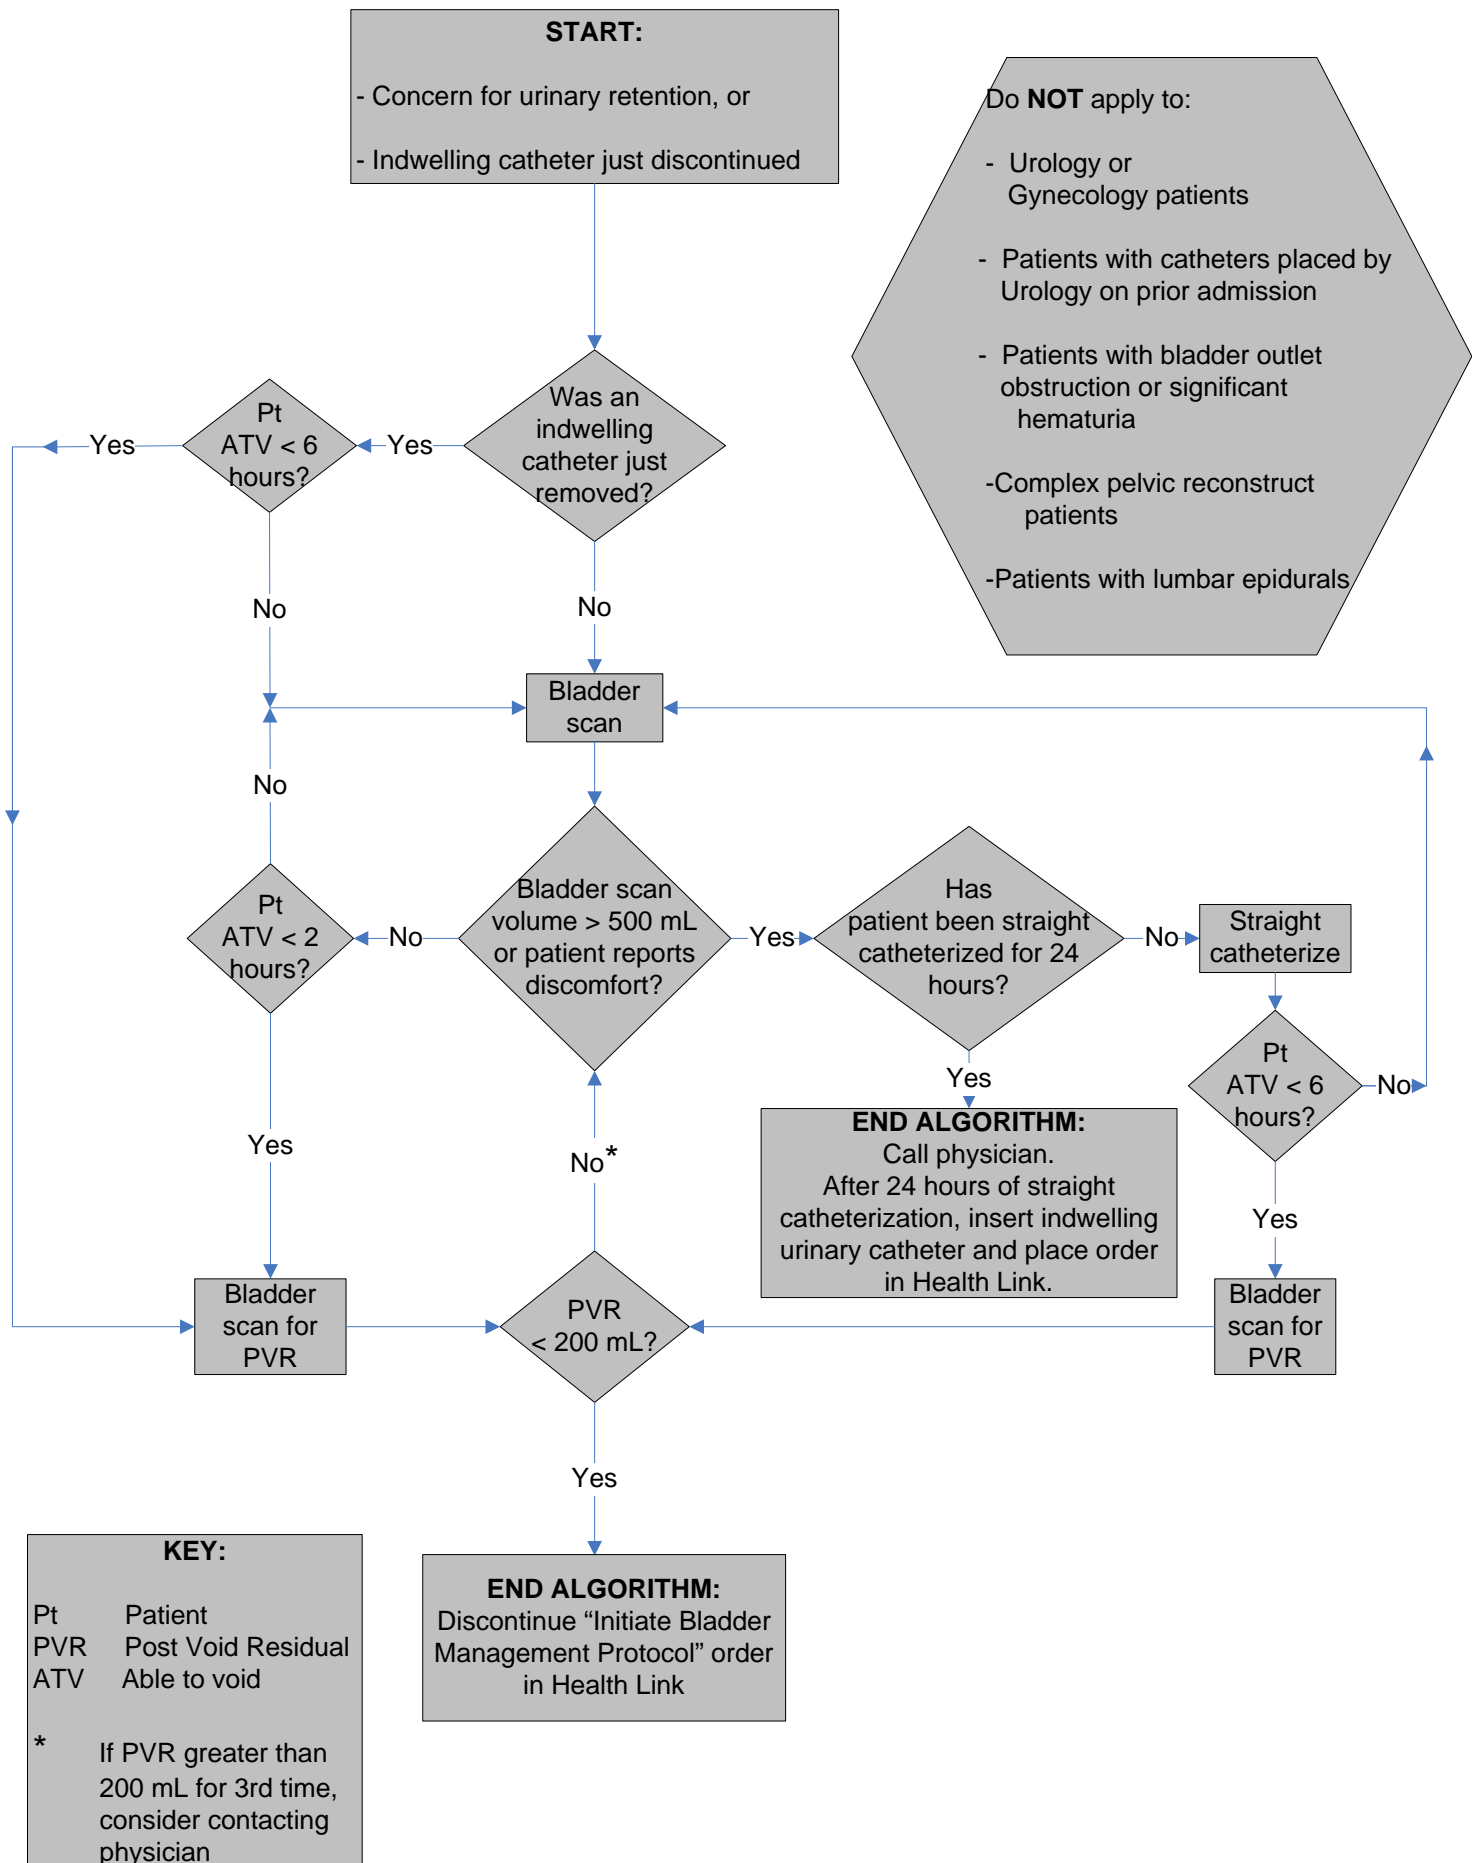 START:
- Concern for urinary retention, or
- Indwelling catheter just discontinued
Do NOT apply to:
- Urology or
Gynecology patients
- Patients with catheters placed by
Urology on prior admission
- Patients with bladder outlet
obstruction or significant
hematuria
-Complex pelvic reconstruct
patients
-Patients with lumbar epidurals
Was an
indwelling
catheter just
removed?
Yes
Pt
ATV < 6
hours?
Yes
No
No
Bladder
scan
No
Bladder scan
volume > 500 mL
or patient reports
discomfort?
No
Pt
ATV < 2
hours?
Yes
Yes
Has
patient been straight
catheterized for 24
hours?
No
Straight
catheterize
Pt
ATV < 6
hours?
No
Yes
Yes
END ALGORITHM:
Call physician.
After 24 hours of straight
catheterization, insert indwelling
urinary catheter and place order
in Health Link.
No*
Bladder
scan for
PVR
PVR
< 200 mL?
Bladder
scan for
PVR
Yes
END ALGORITHM:
Discontinue “Initiate Bladder
Management Protocol” order
in Health Link
KEY:
Pt Patient
PVR Post Void Residual
ATV Able to void
* If PVR greater than
200 mL for 3rd time,
consider contacting
physician